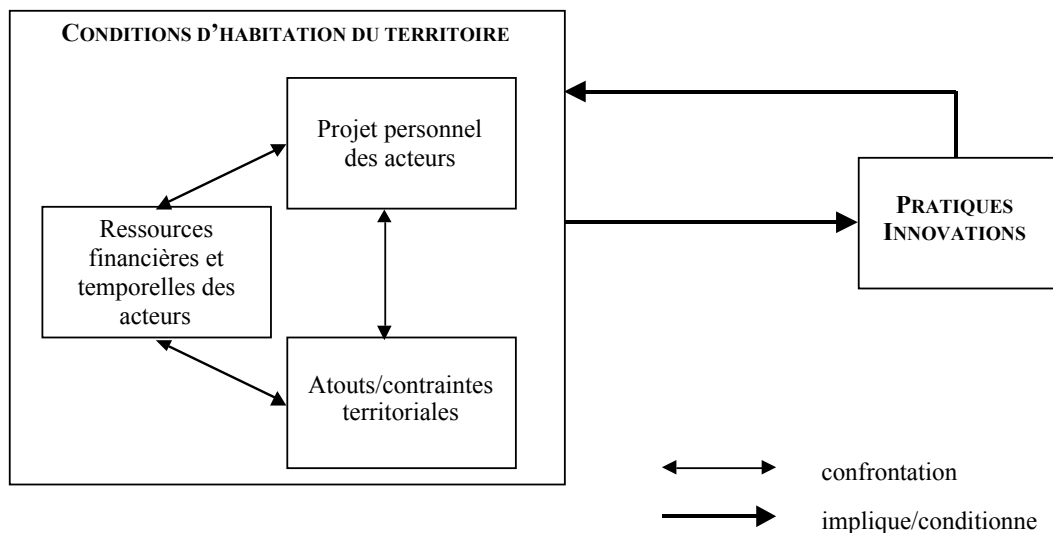 CONDITIONS D’HABITATION DU TERRITOIRE
Projet personnel
des acteurs
Ressources
financières et
temporelles des
acteurs
Atouts/contraintes
territoriales
PRATIQUES
INNOVATIONS
confrontation
implique/conditionne